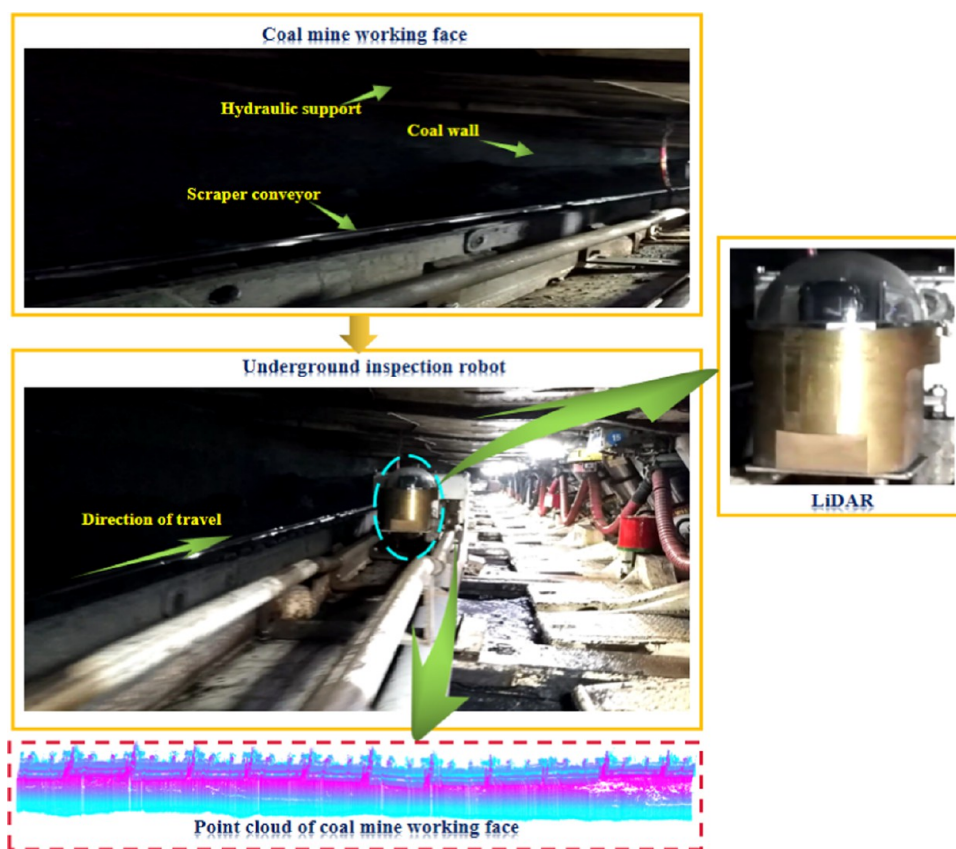 Coal mine working face
Hydraulic support
Coal wall
Scraper conveyor
Underground inspection robot
Direction of travel
LiDAR
Point cloud of coal mine working face